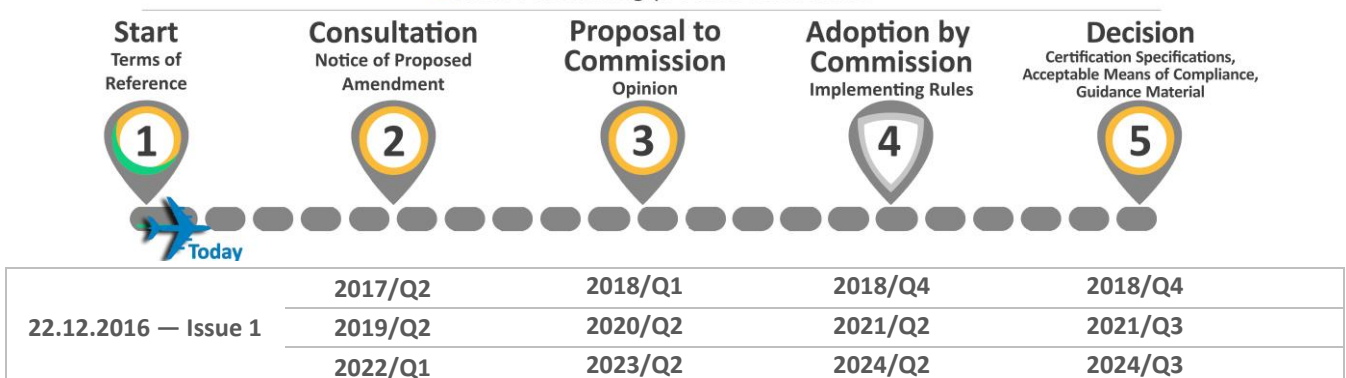 Start
Terms of
Reference
Consultation
Notice of Proposed
Amendment
Proposal to
Commission
Opinion
Adoption by
Commission
Implementing Rules
Decision
Certification Specifications,
Acceptable Means of Compliance,
Guidance Material
1
2
3
4
5
Today
22.12.2016 — Issue 1
2017/Q2 2018/Q1 2018/Q4 2018/Q4
2019/Q2 2020/Q2 2021/Q2 2021/Q3
2022/Q1 2023/Q2 2024/Q2 2024/Q3